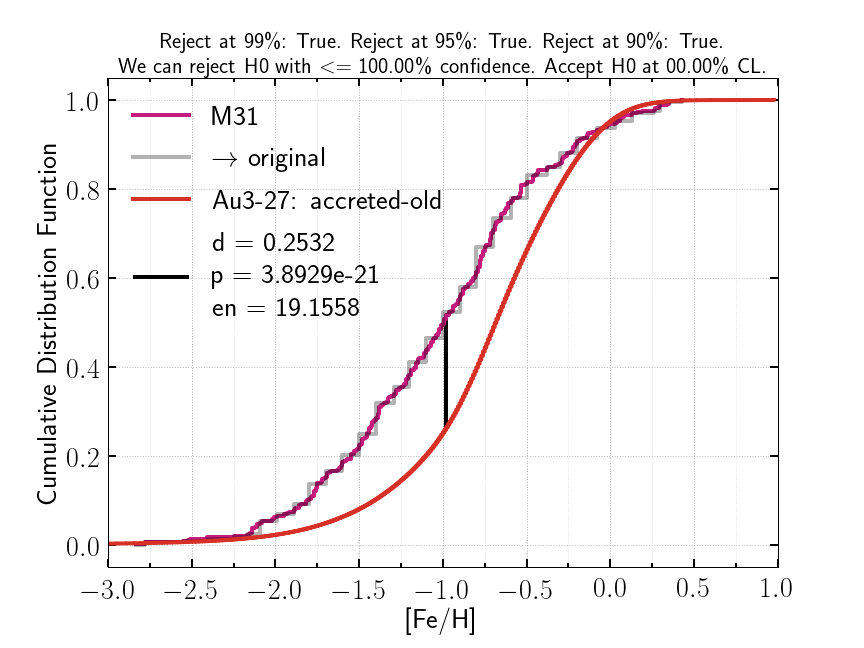 Reject at 99%: True. Reject at 95%: True. Reject at 90%: True.
We can reject H0 with <= 100.00% confidence. Accept H0 at 00.00% CL.
M31
→ original
Au3-27: accreted-old
d = 0.2532
p = 3.8929e-21
en = 19.1558
Cumulative Distribution Function
1.0
0.8
0.6
0.4
0.2
0.0
−3.0 −2.5 −2.0 −1.5 −1.0 −0.5 0.0 0.5 1.0
[Fe/H]